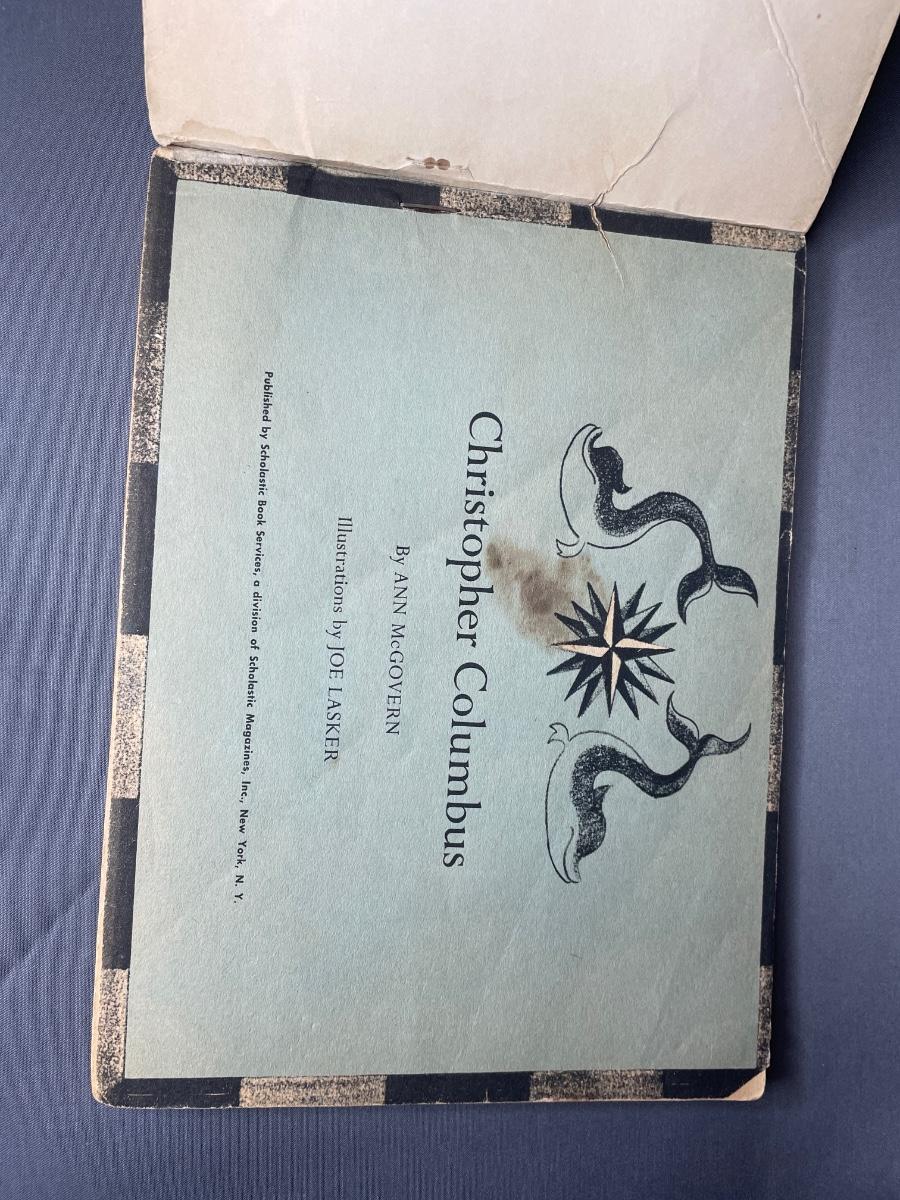 Christopher Columbus
By ANN McGOVERN
Illustrations by JOE LASKER
Published by Scholastic Book Services, a division of Scholastic Magazines, Inc., New York, N. Y.